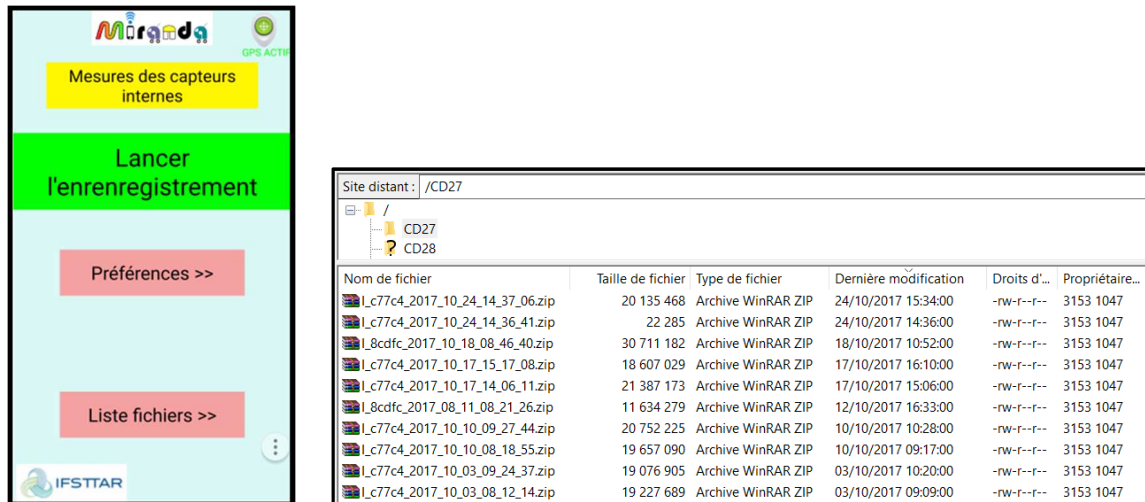 Miranda
GPS ACTIF
Mesures des capteurs
internes
Lancer
l'enrenregistrement
Préférences >>
Liste fichiers >>
IFSTTAR
Site distant : /CD27
/
CD27
? CD28
Nom de fichier Taille de fichier Type de fichier Dernière modification Droits d'... Propriétaire...
I_c77c4_2017_10_24_14_37_06.zip 20 135 468 Archive WinRAR ZIP 24/10/2017 15:34:00 -rw-r--r-- 3153 1047
I_c77c4_2017_10_24_14_36_41.zip 22 285 Archive WinRAR ZIP 24/10/2017 14:36:00 -rw-r--r-- 3153 1047
I_8cdfc_2017_10_18_08_46_40.zip 30 711 182 Archive WinRAR ZIP 18/10/2017 10:52:00 -rw-r--r-- 3153 1047
I_c77c4_2017_10_17_15_17_08.zip 18 607 029 Archive WinRAR ZIP 17/10/2017 16:10:00 -rw-r--r-- 3153 1047
I_c77c4_2017_10_17_14_06_11.zip 21 387 173 Archive WinRAR ZIP 17/10/2017 15:06:00 -rw-r--r-- 3153 1047
I_8cdfc_2017_08_11_08_21_26.zip 11 634 279 Archive WinRAR ZIP 12/10/2017 16:33:00 -rw-r--r-- 3153 1047
I_c77c4_2017_10_10_09_27_44.zip 20 752 225 Archive WinRAR ZIP 10/10/2017 10:28:00 -rw-r--r-- 3153 1047
I_c77c4_2017_10_10_08_18_55.zip 19 657 090 Archive WinRAR ZIP 10/10/2017 09:17:00 -rw-r--r-- 3153 1047
I_c77c4_2017_10_03_09_24_37.zip 19 076 905 Archive WinRAR ZIP 03/10/2017 10:20:00 -rw-r--r-- 3153 1047
I_c77c4_2017_10_03_08_12_14.zip 19 227 689 Archive WinRAR ZIP 03/10/2017 09:09:00 -rw-r--r-- 3153 1047